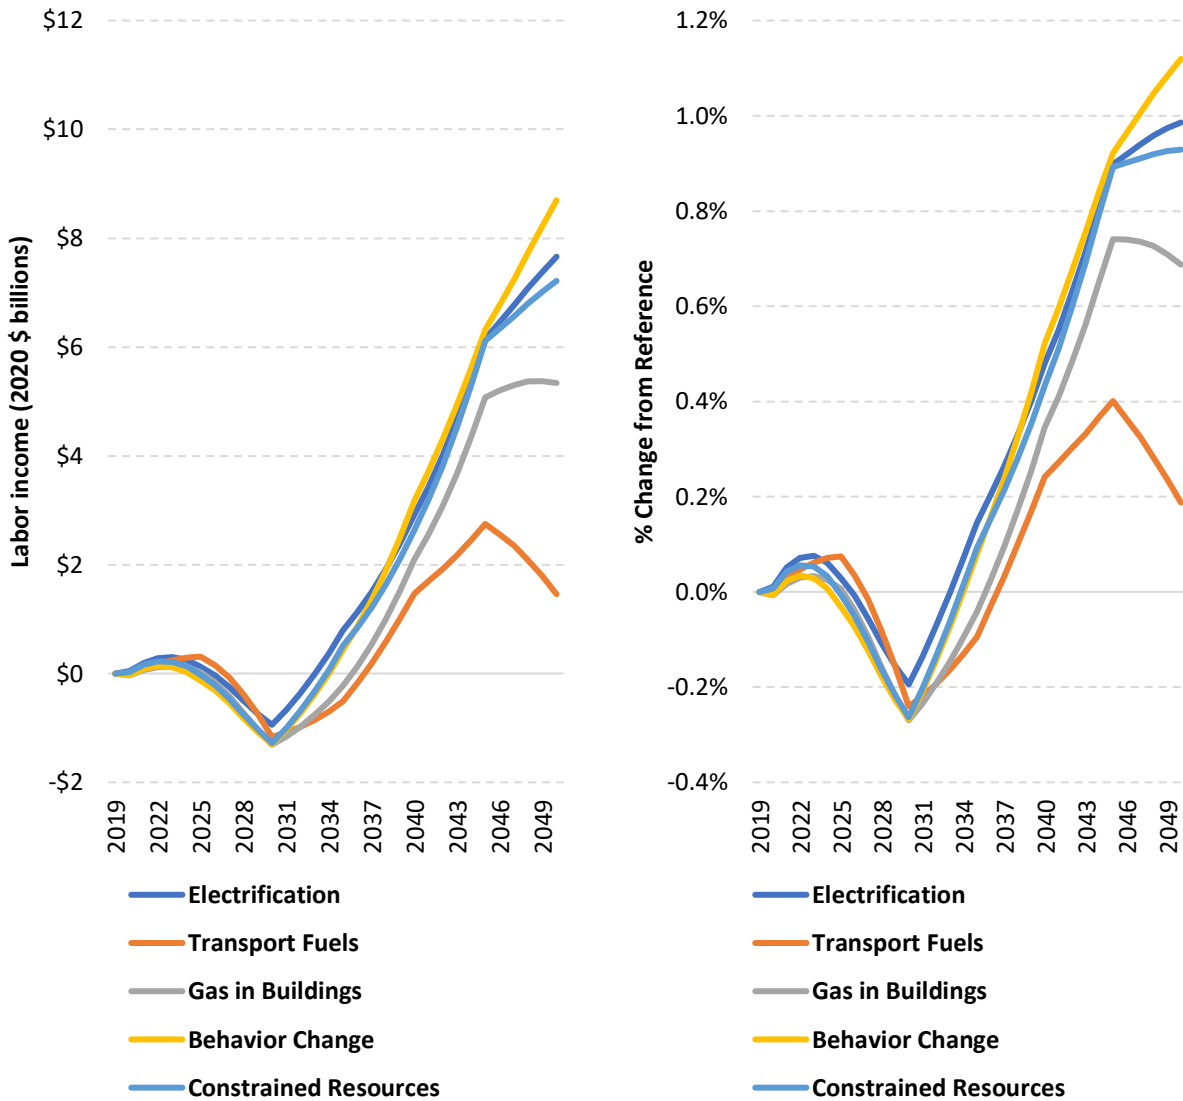 Labor income (2020 $ billions)
$12
$10
$8
$6
$4
$2
$0
-$2
2019 2022 2025 2028 2031 2034 2037 2040 2043 2046 2049
Electrification
Transport Fuels
Gas in Buildings
Behavior Change
Constrained Resources
% Change from Reference
1.2%
1.0%
0.8%
0.6%
0.4%
0.2%
0.0%
-0.2%
-0.4%
2019 2022 2025 2028 2031 2034 2037 2040 2043 2046 2049
Electrification
Transport Fuels
Gas in Buildings
Behavior Change
Constrained Resources